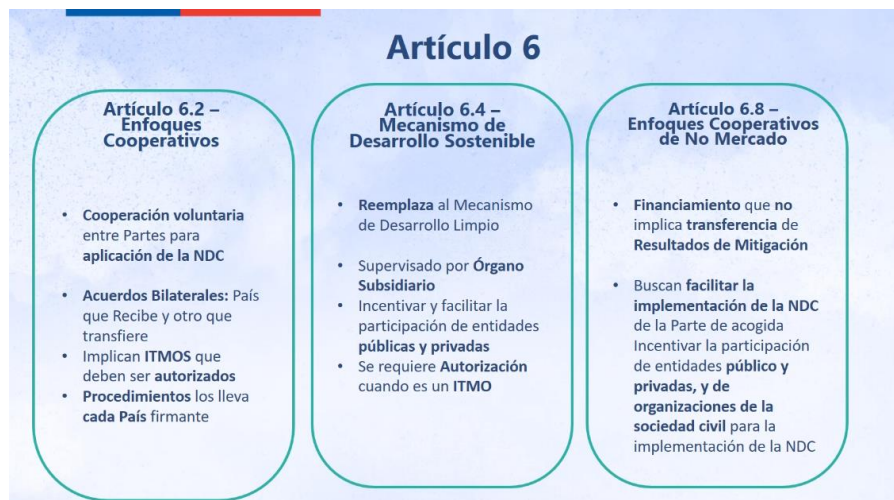 Artículo 6
Artículo 6.2 –
Enfoques
Cooperativos
• Cooperación voluntaria
entre Partes para
aplicación de la NDC
• Acuerdos Bilaterales: País
que Recibe y otro que
transfiere
• Implican ITMOS que
deben ser autorizados
• Procedimientos los lleva
cada País firmante
Artículo 6.4 –
Mecanismo de
Desarrollo Sostenible
• Reemplaza al Mecanismo
de Desarrollo Limpio
• Supervisado por Órgano
Subsidiario
• Incentivar y facilitar la
participación de entidades
públicas y privadas
• Se requiere Autorización
cuando es un ITMO
Artículo 6.8 –
Enfoques Cooperativos
de No Mercado
• Financiamiento que no
implica transferencia de
Resultados de Mitigación
• Buscan facilitar la
implementación de la NDC
de la Parte de acogida
Incentivar la participación
de entidades público y
privadas, y de
organizaciones de la
sociedad civil para la
implementación de la NDC